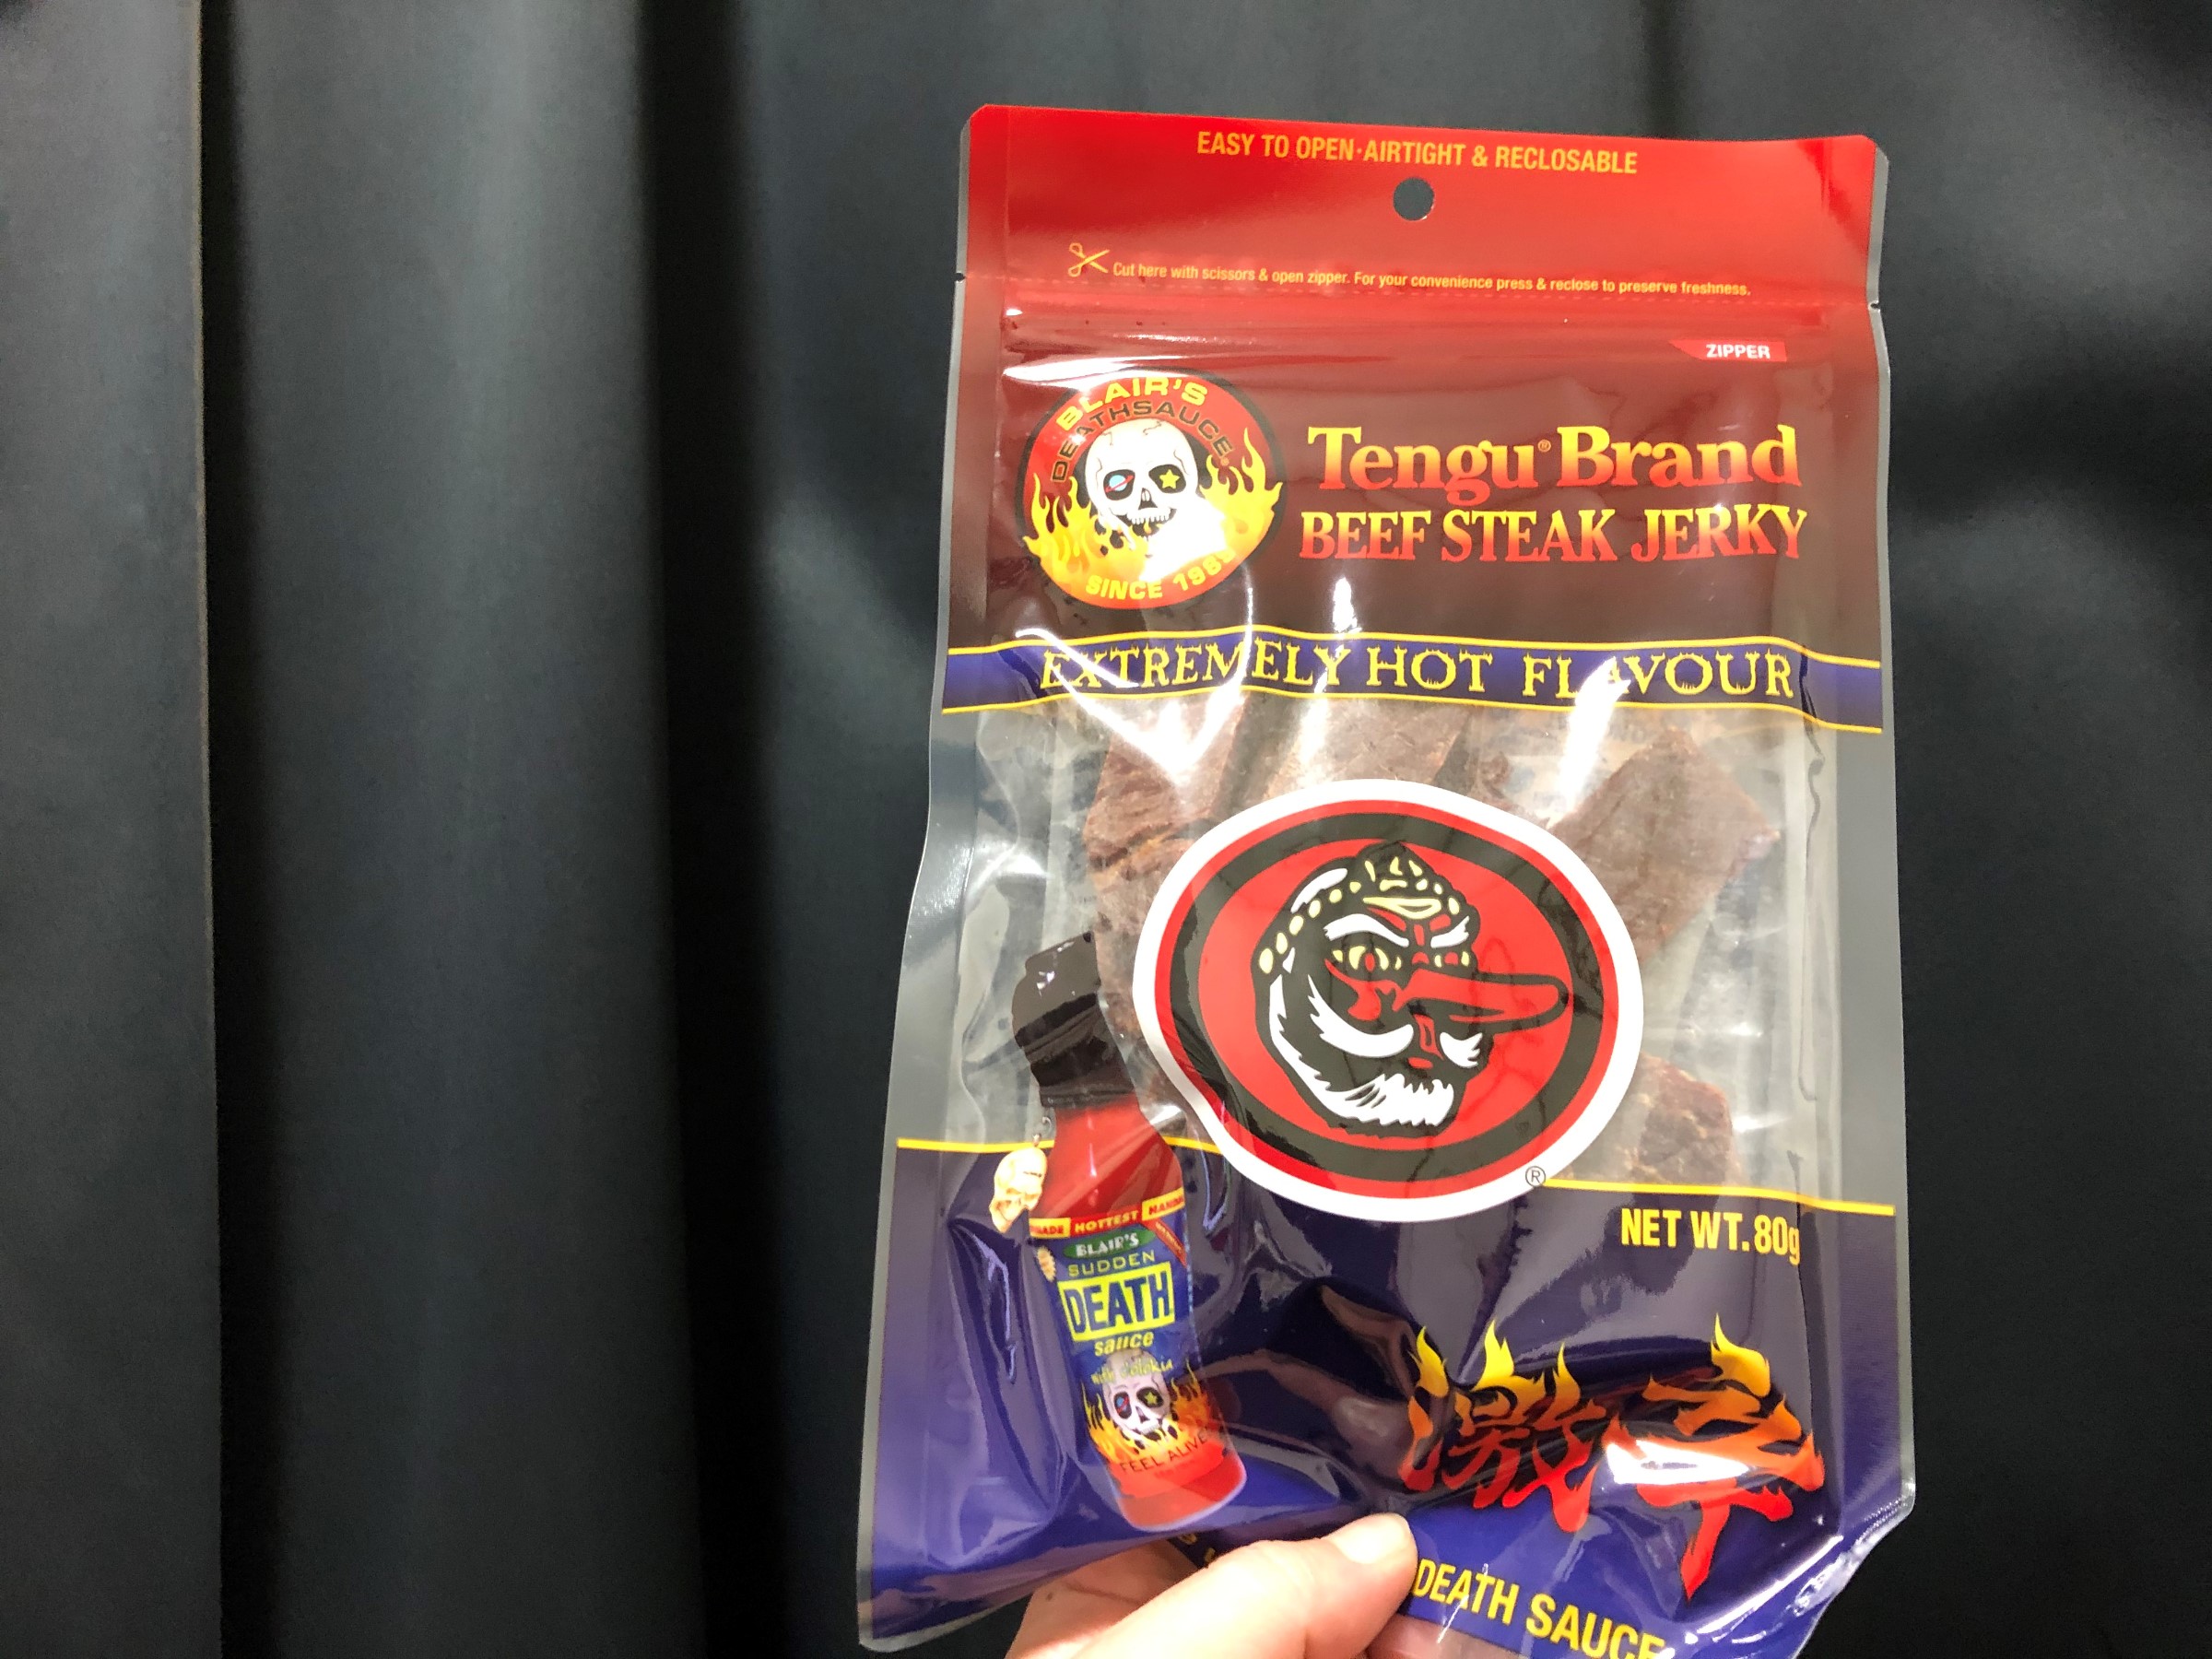 EASY TO OPEN·AIRTIGHT & RECLOSABLE
Cut here with scissors & open zipper. For your convenience press & reclose to preserve freshness.
ZIPPER
BLAIR'S
DEATHSAUCE
SINCE
Tengu® Brand
BEEF STEAK JERKY
EXTREMELY HOT FLAVOUR
®
NET WT. 80g
HOTTEST
BLAIR'S
SUDDEN
DEATH
sauce
FEEL ALIVE
激辛
DEATH SAUCE